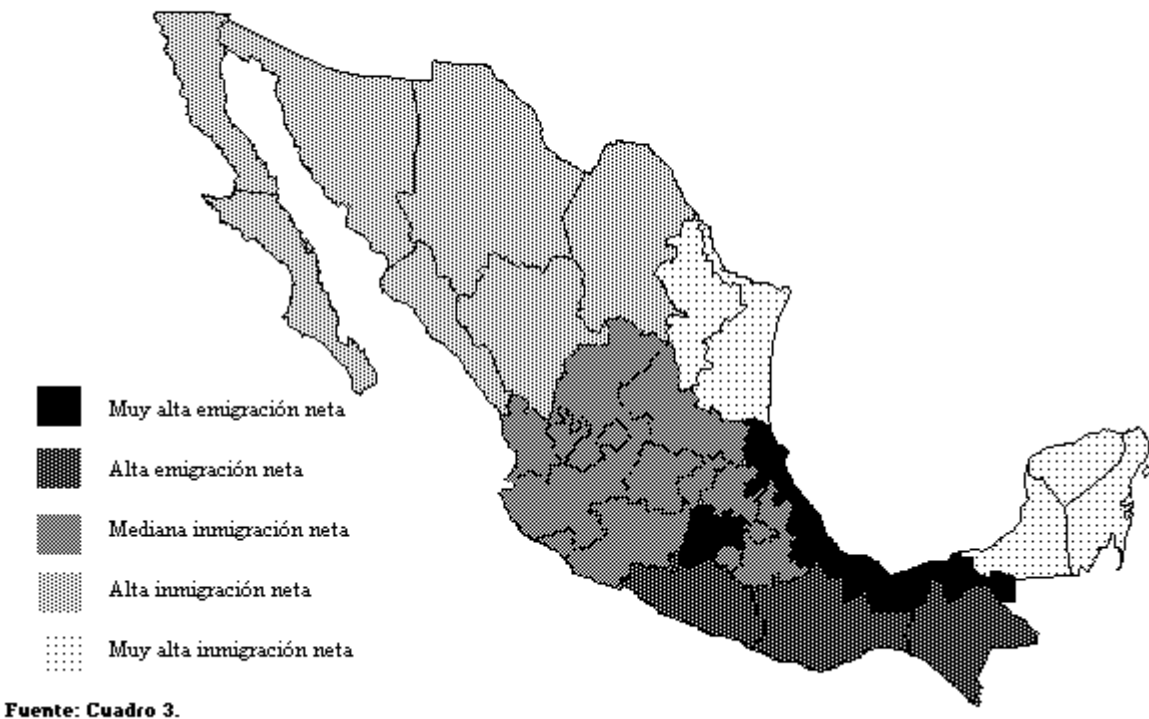 Muy alta emigración neta
Alta emigración neta
Mediana inmigración neta
Alta inmigración neta
Muy alta inmigración neta
Fuente: Cuadro 3.